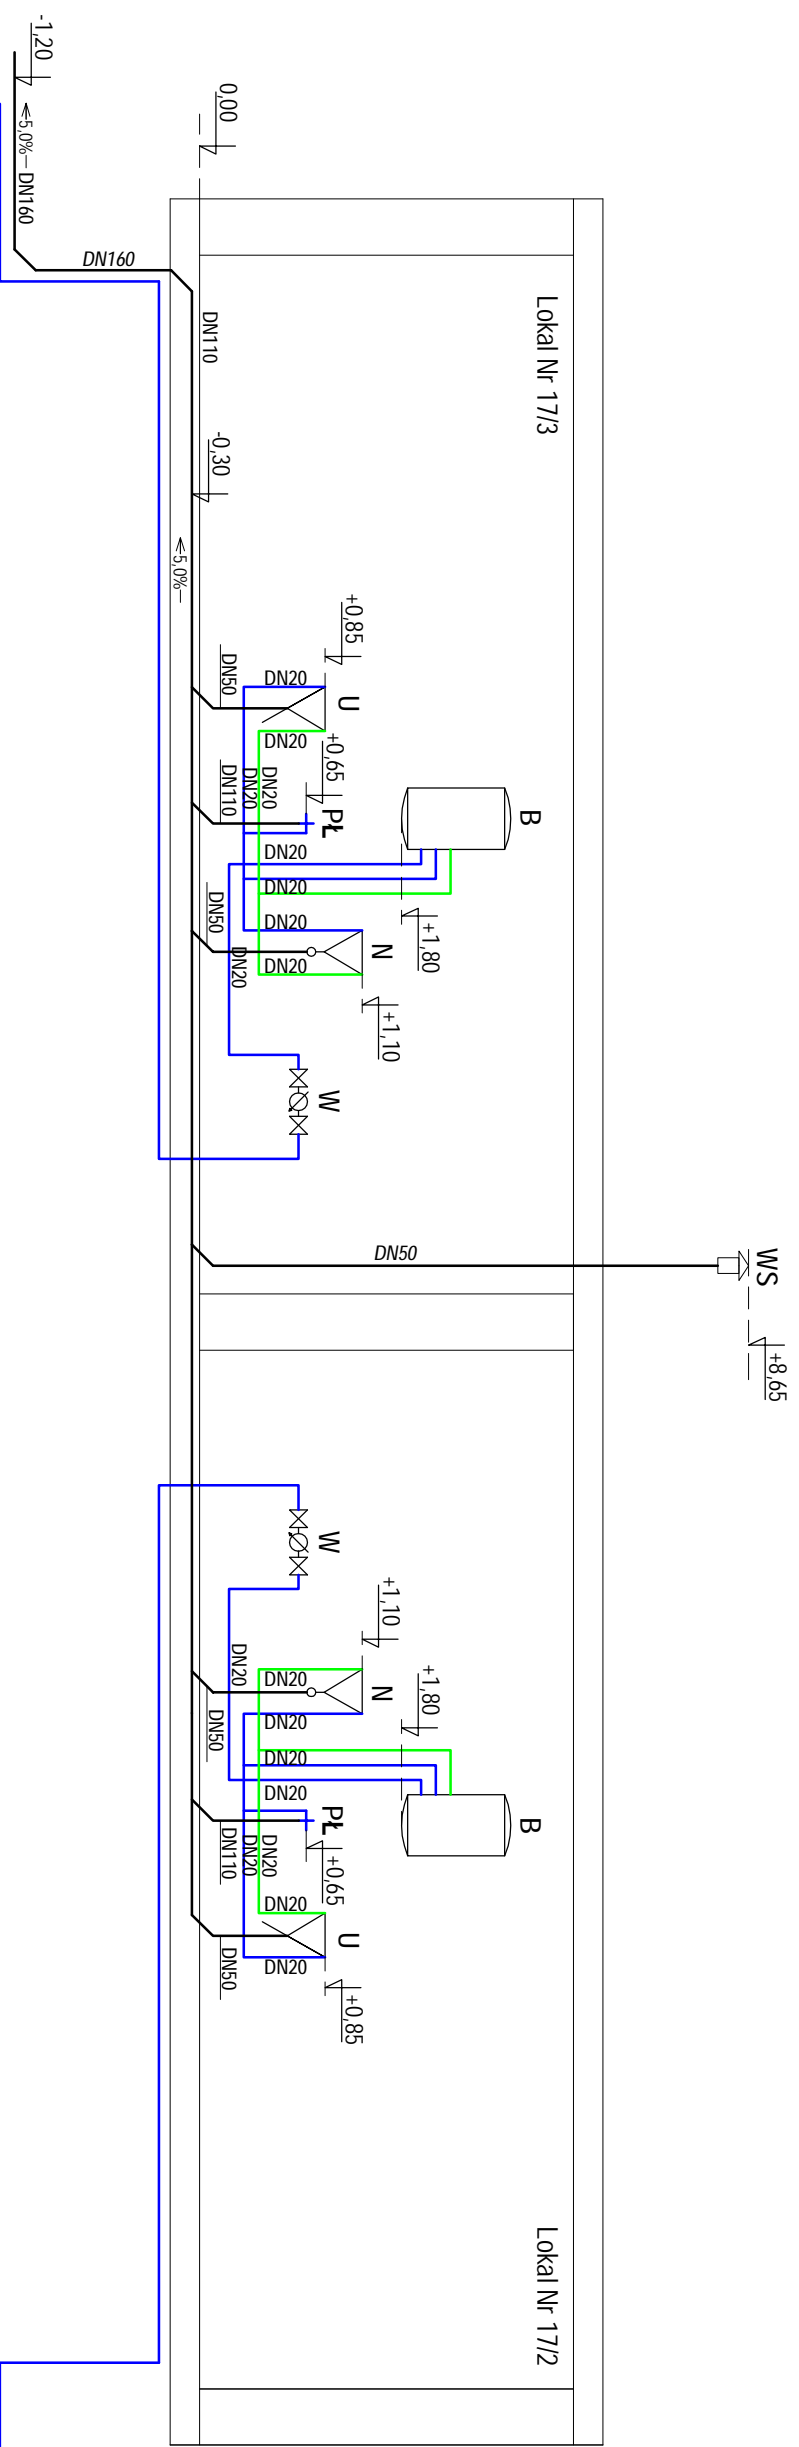 -1,20
<5,0%
DN160
0,00
DN160
DN110
Lokal Nr 17/3
-0,30
<5,0%
+0,85
DN50
DN20
U
DN20
+0,65
DN20
DN20
DN110
PŁ
B
DN20
DN20
DN50
DN20
+1,80
N
DN20
DN20
+1,10
W
WS
DN50
+8,65
W
+1,10
DN20
DN20
N
+1,80
DN50
DN20
DN20
DN20
B
PŁ
DN110
DN20
DN20
+0,65
DN20
U
DN50
DN20
+0,85
Lokal Nr 17/2